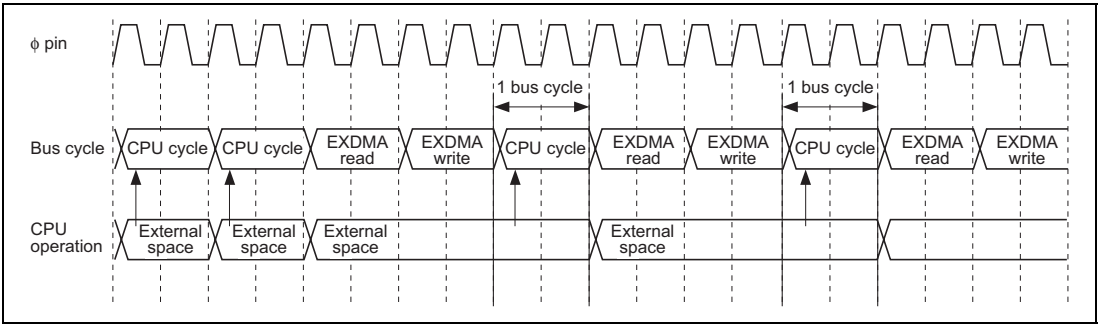 ϕ pin
1 bus cycle 1 bus cycle
Bus cycle CPU cycle CPU cycle EXDMA read EXDMA write CPU cycle EXDMA read EXDMA write CPU cycle EXDMA read EXDMA write
CPU operation External space External space External space External space